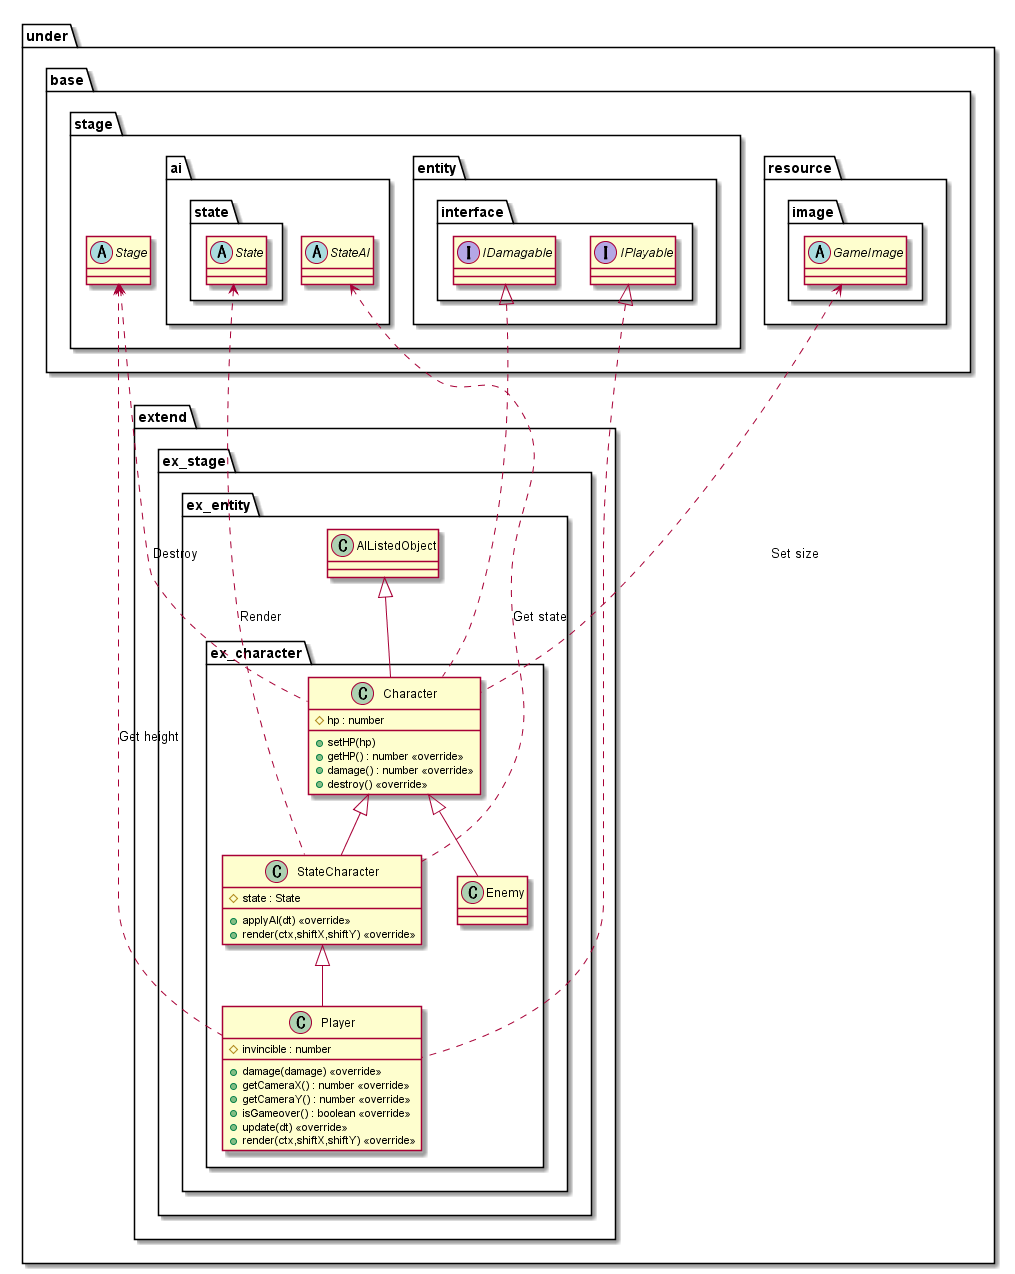 under
base
stage
ai
entity
resource
state
interface
image
A Stage
A State
A StateAI
I IDamagable
I IPlayable
A GameImage
extend
ex_stage
ex_entity
C AIListedObject
Destroy
Set size
Render
Get state
ex_character
C Character
hp : number
setHP(hp)
getHP() : number «override»
damage() : number «override»
destroy() «override»
Get height
C StateCharacter
state : State
applyAI(dt) «override»
render(ctx,shiftX,shiftY) «override»
C Enemy
C Player
invincible : number
damage(damage) «override»
getCameraX() : number «override»
getCameraY() : number «override»
isGameover() : boolean «override»
update(dt) «override»
render(ctx,shiftX,shiftY) «override»